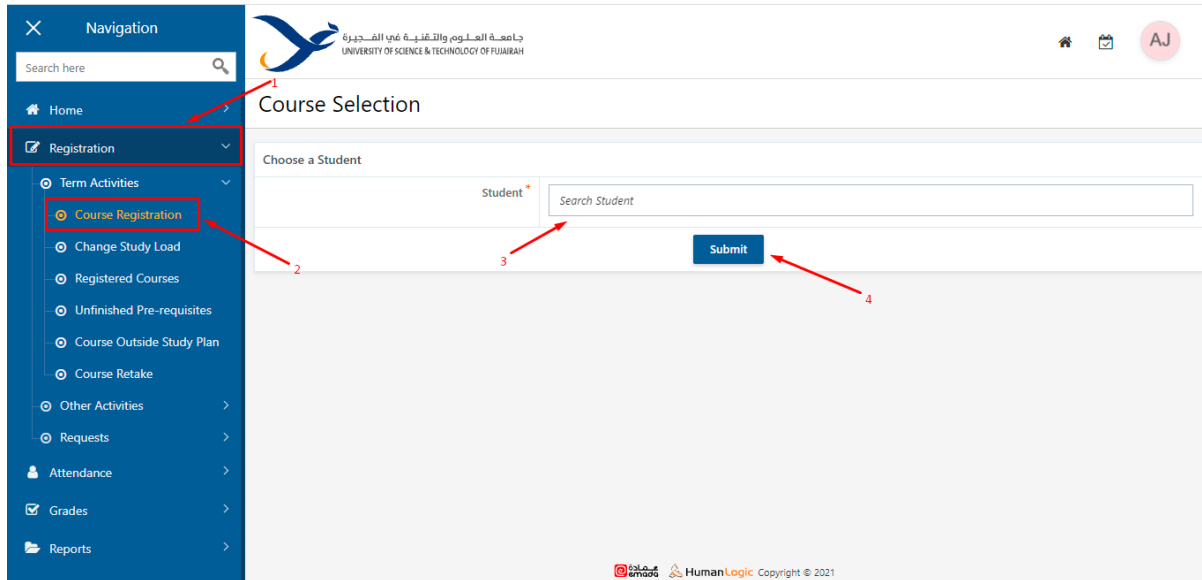 Navigation
Search here
Home
Registration
Term Activities
Course Registration
Change Study Load
Registered Courses
Unfinished Pre-requisites
Course Outside Study Plan
Course Retake
Other Activities
Requests
Attendance
Grades
Reports
جامعة العلوم والتقنية في الفجيرة
UNIVERSITY OF SCIENCE & TECHNOLOGY OF FUJAIRAH
AJ
1
Course Selection
Choose a Student
Student *
Search Student
Submit
2
3
4
عمادة
emada
HumanLogic Copyright © 2021